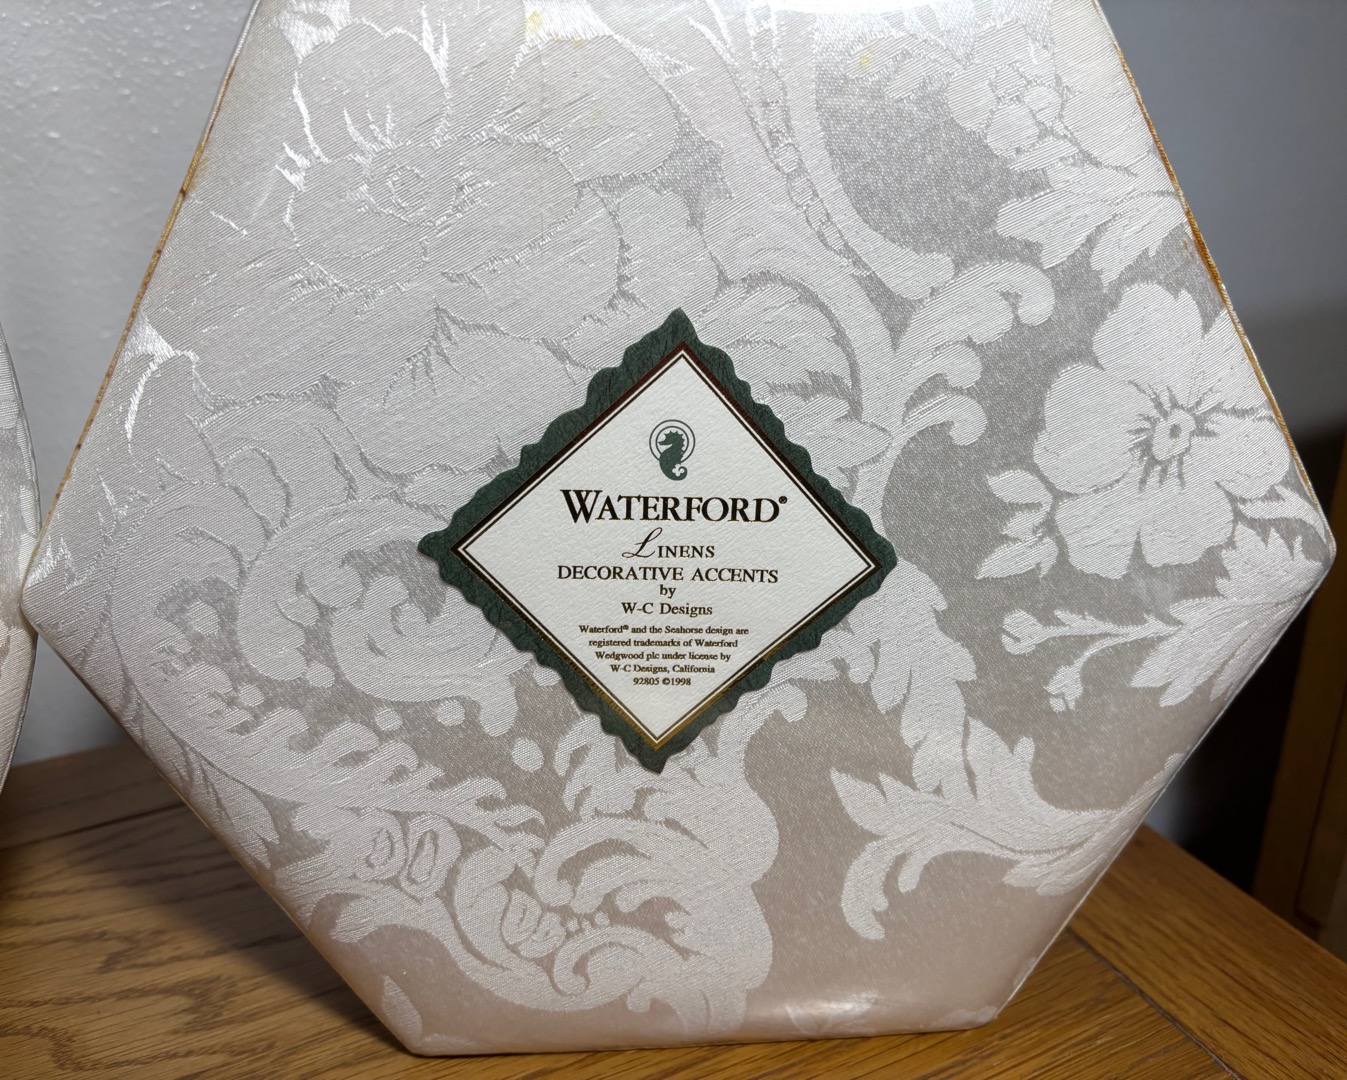 WATERFORD®
LINENS
DECORATIVE ACCENTS
by
W-C Designs
Waterford® and the Seahorse design are
registered trademarks of Waterford
Wedgwood plc under license by
W-C Designs, California
92805 ©1998